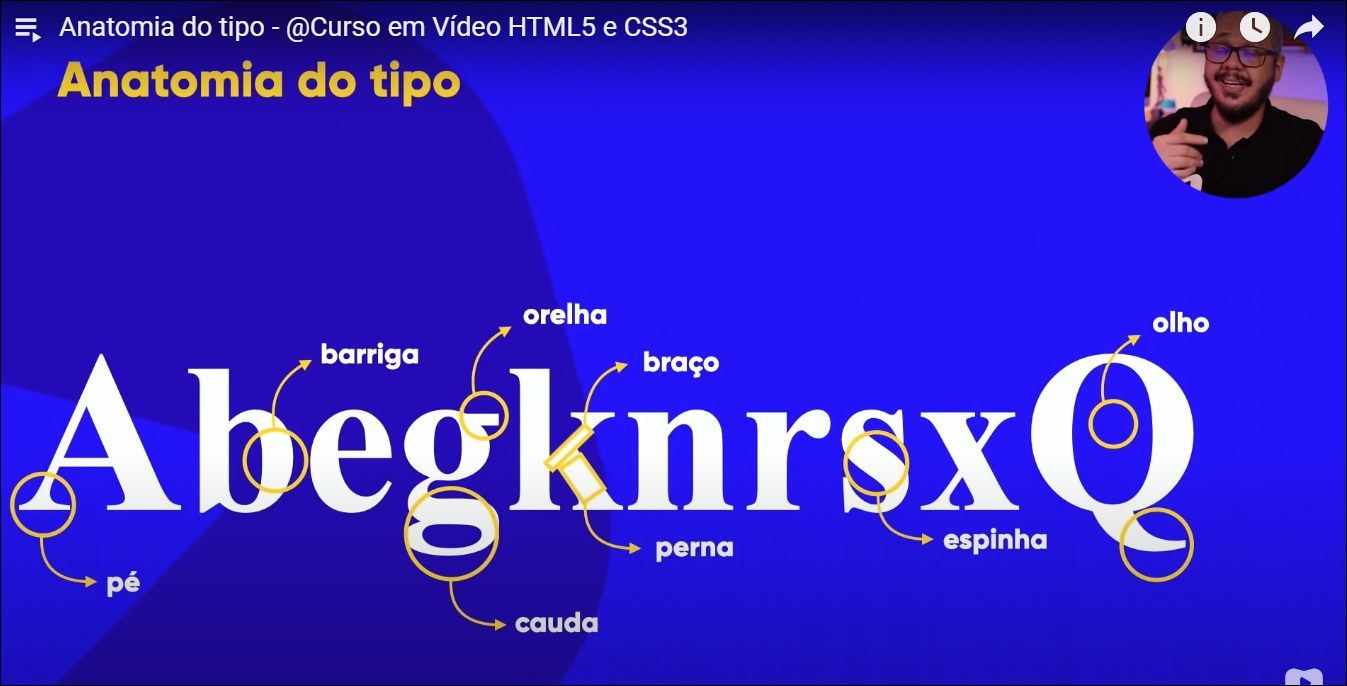 Anatomia do tipo - @Curso em Vídeo HTML5 e CSS3
Anatomia do tipo
orelha
olho
barriga
braço
AbegknrsxQ
espinha
perna
pé
cauda